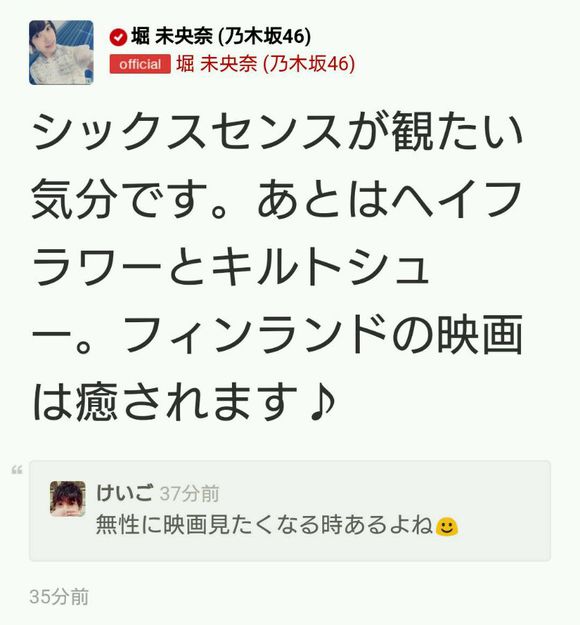 堀 未央奈 (乃木坂46)
official 堀 未央奈 (乃木坂46)
シックスセンスが観たい
気分です。あとはヘイフ
ラワーとキルトシュ
ー。フィンランドの映画
は癒されます♪
けいご 37分前
無性に映画見たくなる時あるよね🙂
35分前